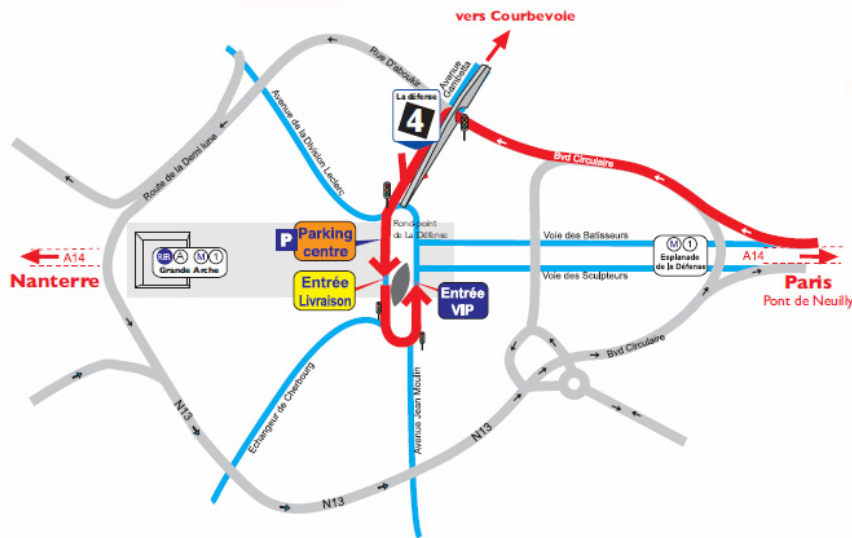 vers Courbevoie
Rue D'aboukir
Avenue
Gambetta
La défense
4
Avenue de la Division Leclerc
Route de la Demi lune
Bvd Circulaire
P
Parking
centre
Rond-point
de La Défense
Voie des Batisseurs
RER A M 1
Grande Arche
M 1
Esplanade
de la Défense
A14
Nanterre
A14
Paris
Pont de Neuilly
Voie des Sculpteurs
Entrée
Livraison
Entrée
VIP
Bvd Circulaire
Echangeur de Cherbourg
Avenue Jean Moulin
N13
N13
N13